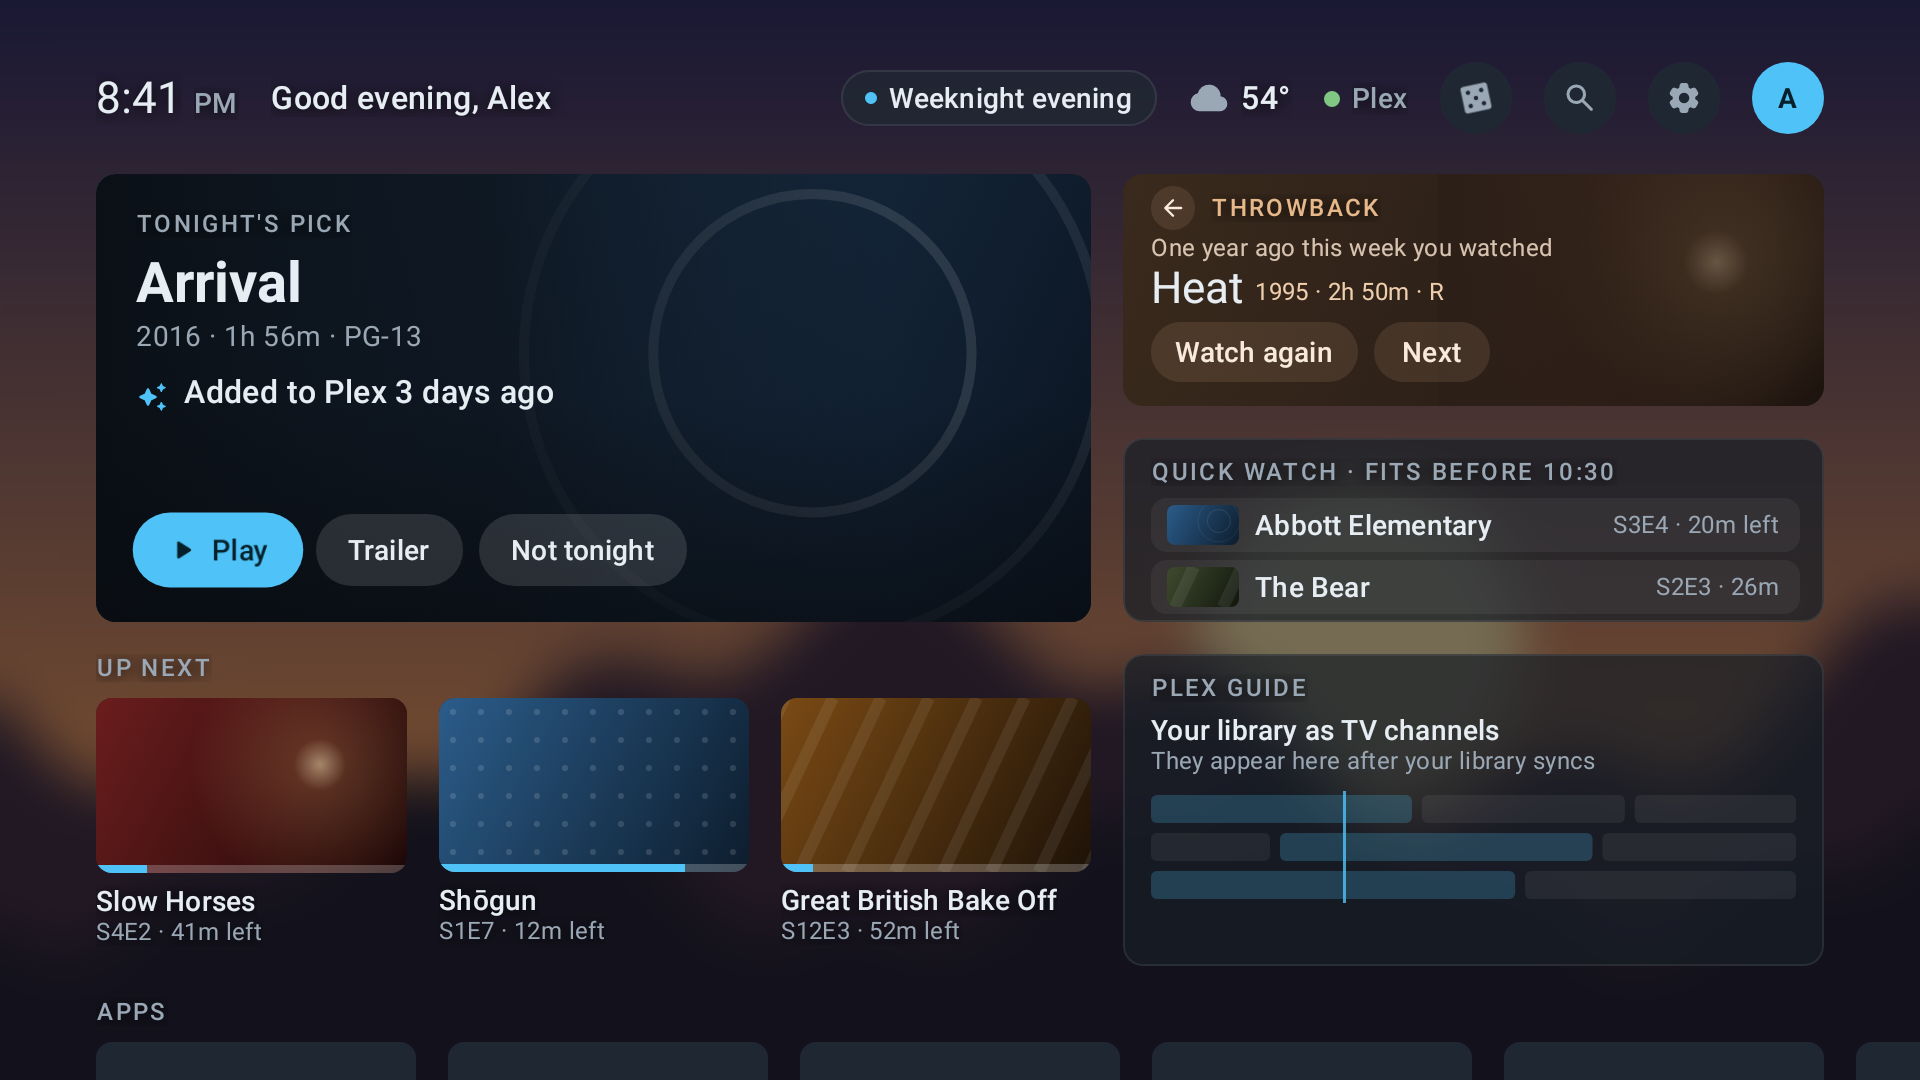 8:41 PM
Good evening, Alex
Weeknight evening
54°
Plex
A
TONIGHT'S PICK
Arrival
2016 · 1h 56m · PG-13
Added to Plex 3 days ago
Play
Trailer
Not tonight
THROWBACK
One year ago this week you watched
Heat 1995 · 2h 50m · R
Watch again
Next
QUICK WATCH · FITS BEFORE 10:30
Abbott Elementary S3E4 · 20m left
The Bear S2E3 · 26m
UP NEXT
Slow Horses
S4E2 · 41m left
Shōgun
S1E7 · 12m left
Great British Bake Off
S12E3 · 52m left
PLEX GUIDE
Your library as TV channels
They appear here after your library syncs
APPS